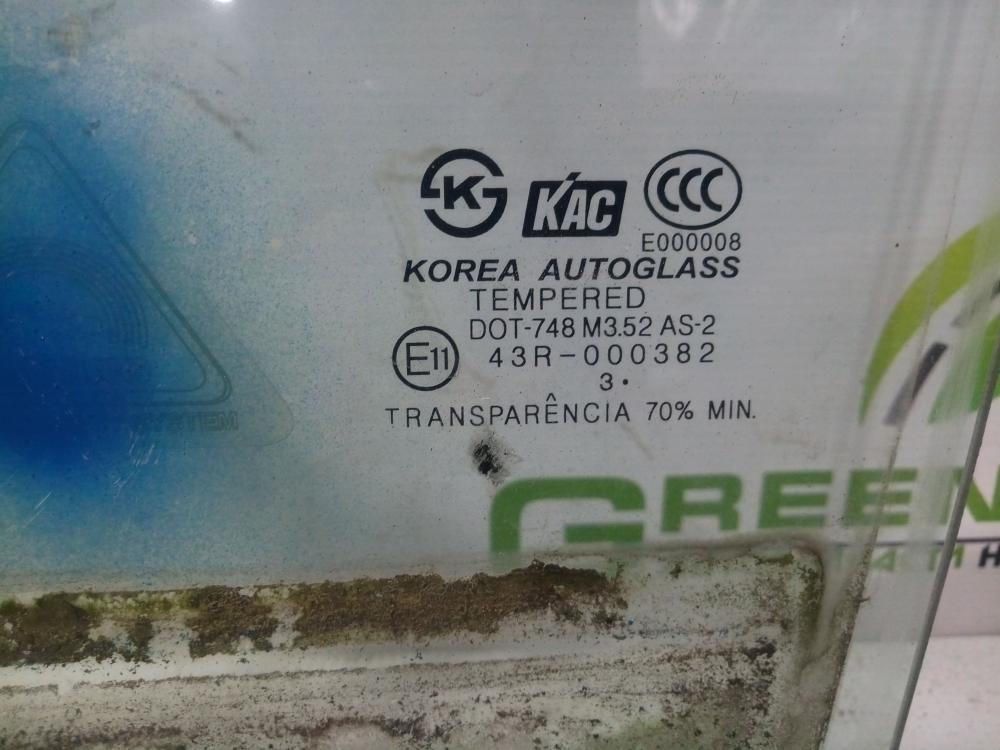 K
KAC
CCC
E000008
KOREA AUTOGLASS
TEMPERED
DOT-748 M3.52 AS-2
E11 43R-000382
3•
TRANSPARÊNCIA 70% MIN.
GREEN